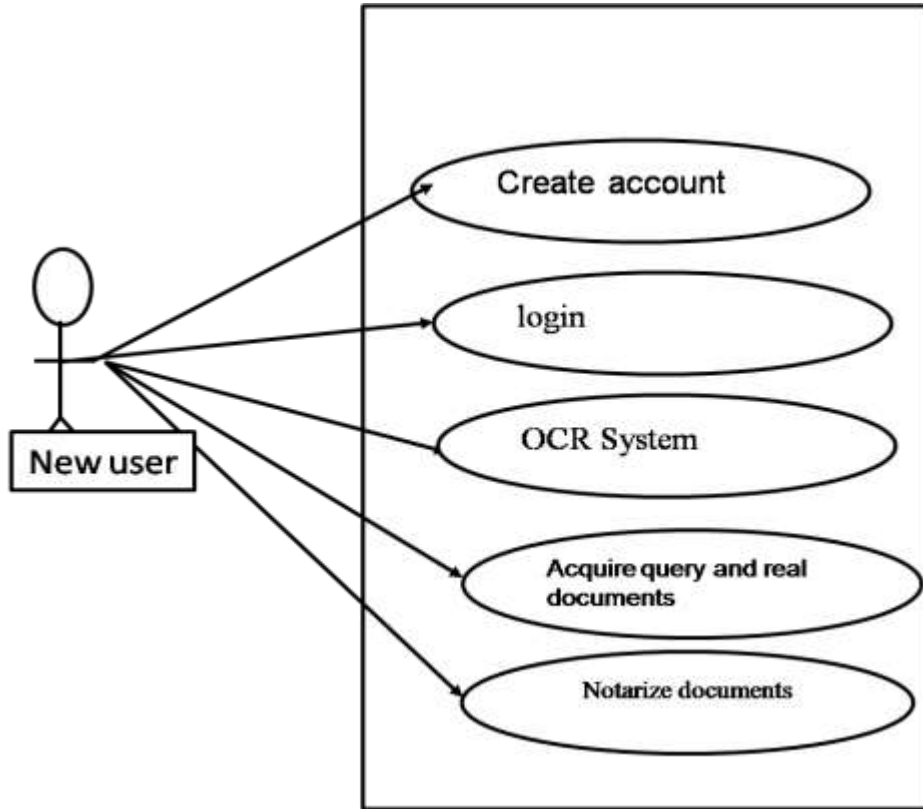 Create account
login
New user
OCR System
Acquire query and real
documents
Notarize documents